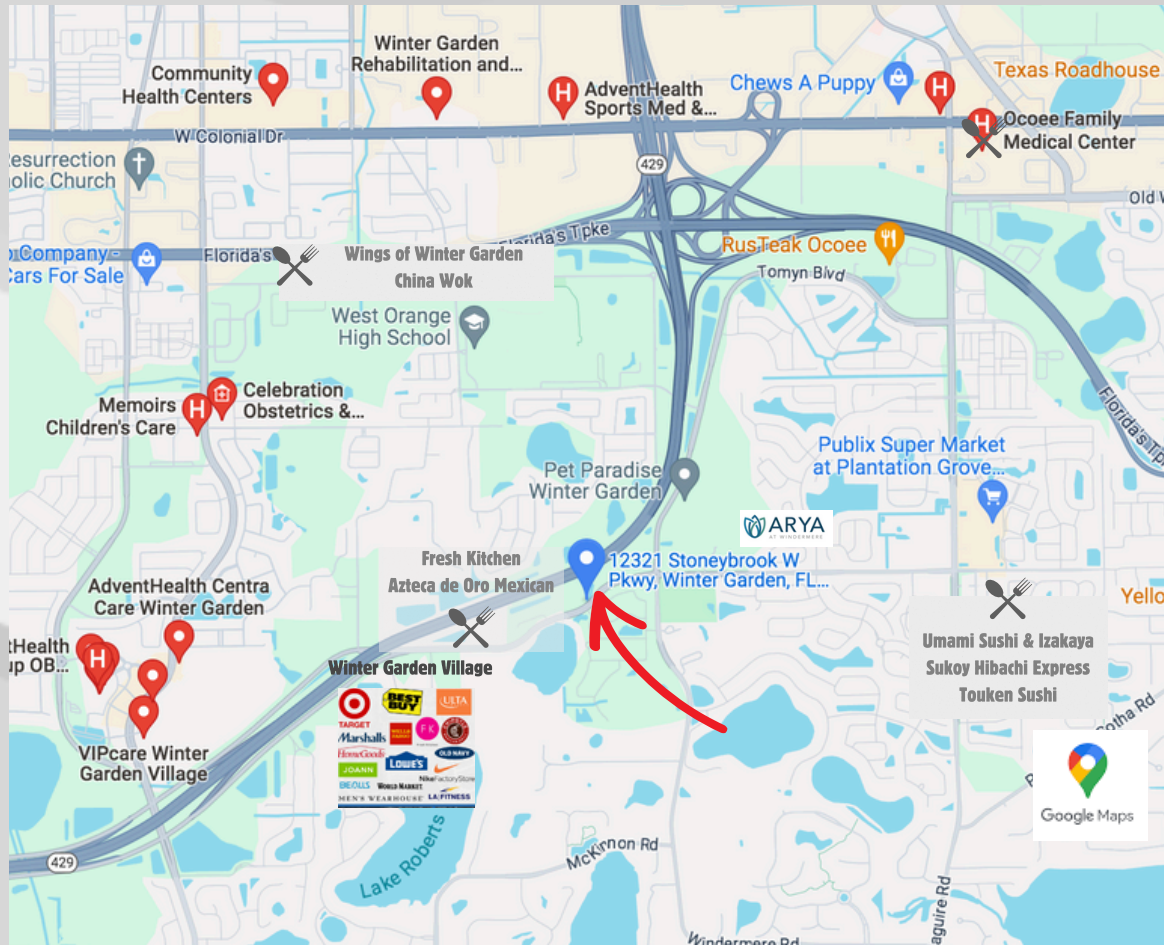 Winter Garden
Rehabilitation and...
Community
Health Centers
AdventHealth
Sports Med &...
Chews A Puppy
Texas Roadhouse
H
H
H
Ocoee Family
Medical Center
W Colonial Dr
429
esurrection
olic Church
Old W
Florida's Tpke
RusTeak Ocoee
Company -
Cars For Sale
Florida's
Wings of Winter Garden
China Wok
Tomyn Blvd
West Orange
High School
Celebration
Obstetrics &...
H
Memoirs
Children's Care
Florida's Tp
Publix Super Market
at Plantation Grove...
Pet Paradise
Winter Garden
ARYA
AT WINDERMERE
Fresh Kitchen
Azteca de Oro Mexican
12321 Stoneybrook W
Pkwy, Winter Garden, FL...
AdventHealth Centra
Care Winter Garden
Yello
tHealth
up OB...
H
Umami Sushi & Izakaya
Sukoy Hibachi Express
Touken Sushi
Winter Garden Village
TARGET
BEST BUY
ULTA
Marshalls
WELLS FARGO
FK
HomeGoods
LOWE'S
OLD NAVY
JOANN
NikeFactoryStore
BEALLS
WORLD MARKET
MEN'S WEARHOUSE
LA FITNESS
VIPcare Winter
Garden Village
otha Rd
Google Maps
429
Lake Roberts
McKinnon Rd
aguire Rd
Windermere Rd